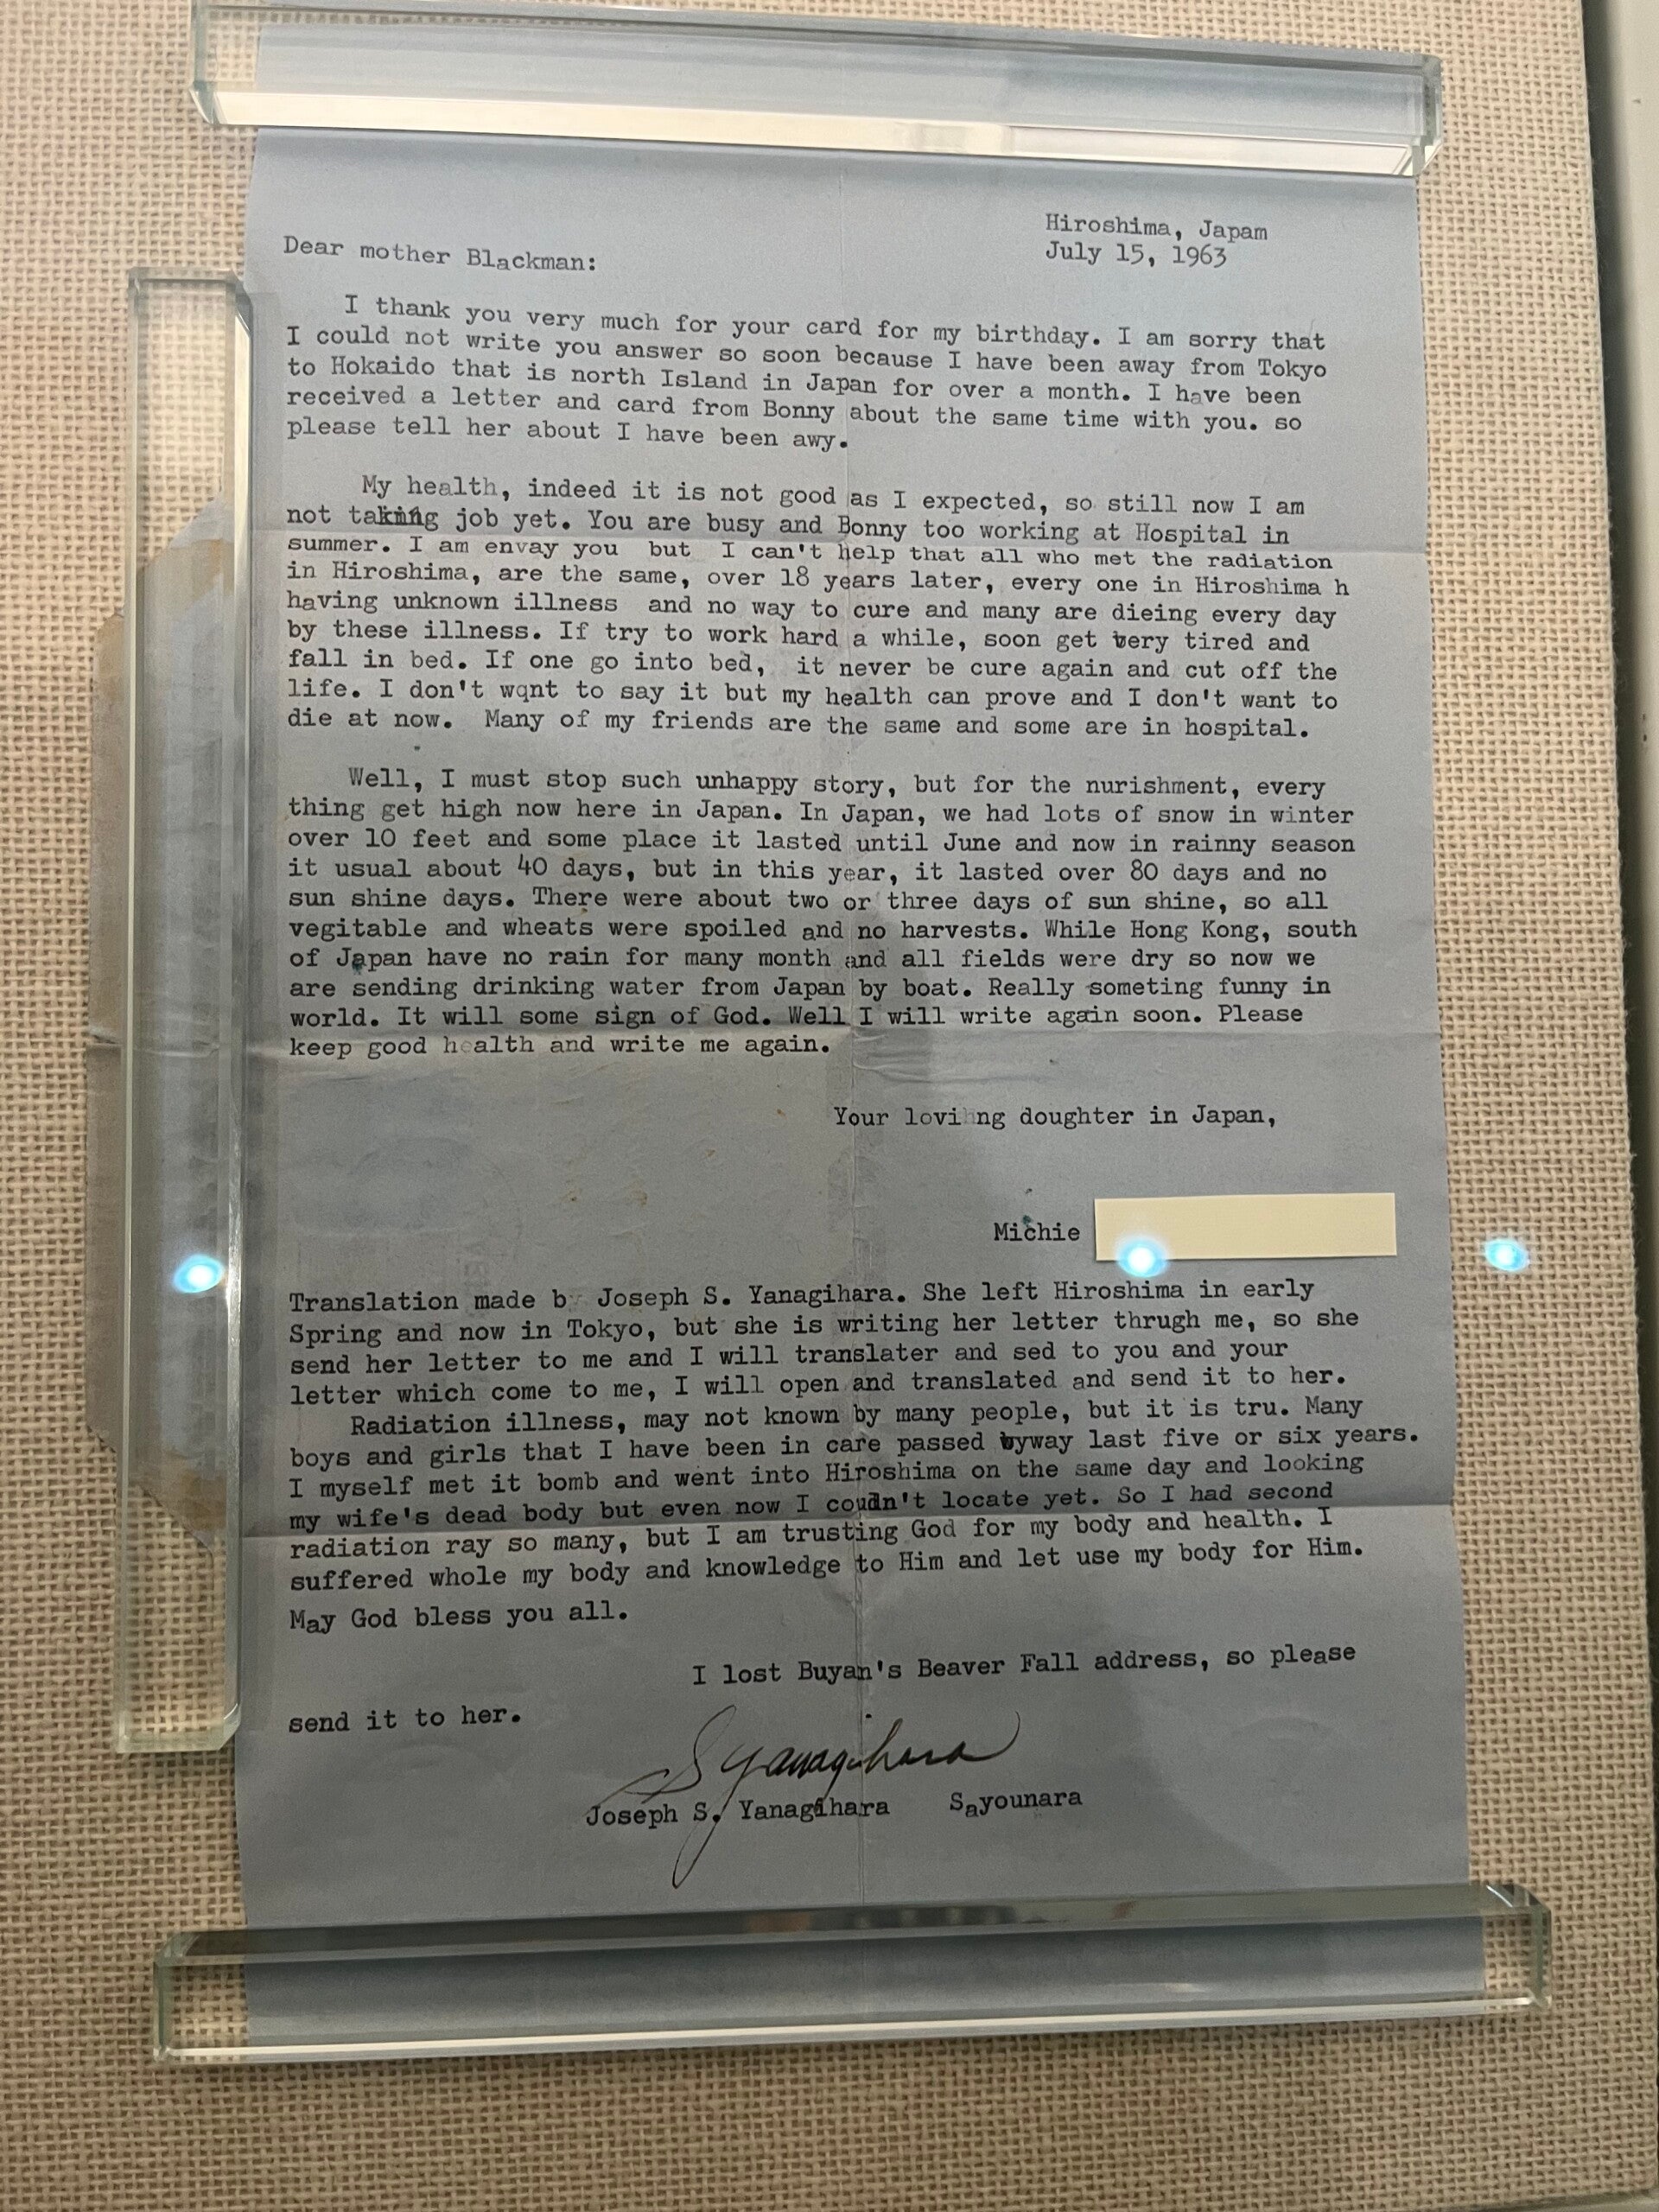 Hiroshima, Japam
July 15, 1963
Dear mother Blackman:
I thank you very much for your card for my birthday. I am sorry that
I could not write you answer so soon because I have been away from Tokyo
to Hokaido that is north Island in Japan for over a month. I have been
received a letter and card from Bonny about the same time with you. so
please tell her about I have been awy.
My health, indeed it is not good as I expected, so still now I am
not taking job yet. You are busy and Bonny too working at Hospital in
summer. I am envay you but I can't help that all who met the radiation
in Hiroshima, are the same, over 18 years later, every one in Hiroshima h
having unknown illness and no way to cure and many are dieing every day
by these illness. If try to work hard a while, soon get very tired and
fall in bed. If one go into bed, it never be cure again and cut off the
life. I don't wqnt to say it but my health can prove and I don't want to
die at now. Many of my friends are the same and some are in hospital.
Well, I must stop such unhappy story, but for the nurishment, every
thing get high now here in Japan. In Japan, we had lots of snow in winter
over 10 feet and some place it lasted until June and now in rainny season
it usual about 40 days, but in this year, it lasted over 80 days and no
sun shine days. There were about two or three days of sun shine, so all
vegitable and wheats were spoiled and no harvests. While Hong Kong, south
of Japan have no rain for many month and all fields were dry so now we
are sending drinking water from Japan by boat. Really someting funny in
world. It will some sign of God. Well I will write again soon. Please
keep good health and write me again.
Your loving doughter in Japan,
Michie
Translation made b Joseph S. Yanagihara. She left Hiroshima in early
Spring and now in Tokyo, but she is writing her letter thrugh me, so she
send her letter to me and I will translater and sed to you and your
letter which come to me, I will open and translated and send it to her.
Radiation illness, may not known by many people, but it is tru. Many
boys and girls that I have been in care passed byway last five or six years.
I myself met it bomb and went into Hiroshima on the same day and looking
my wife's dead body but even now I coudn't locate yet. So I had second
radiation ray so many, but I am trusting God for my body and health. I
suffered whole my body and knowledge to Him and let use my body for Him.
May God bless you all.
I lost Buyan's Beaver Fall address, so please
send it to her.
S Yanagihara
Joseph S. Yanagihara Sayounara